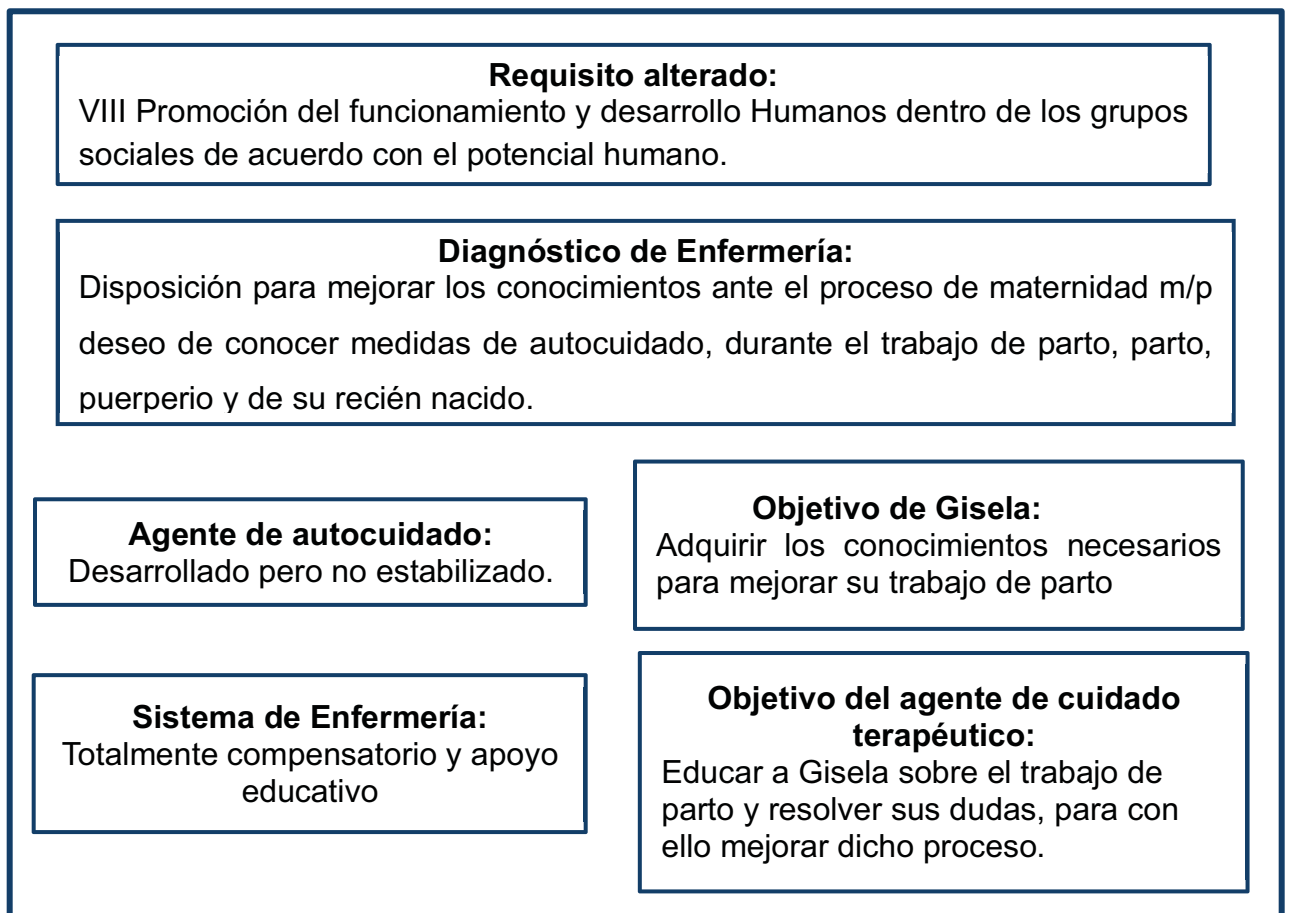 Requisito alterado:
VIII Promoción del funcionamiento y desarrollo Humanos dentro de los grupos
sociales de acuerdo con el potencial humano.
Diagnóstico de Enfermería:
Disposición para mejorar los conocimientos ante el proceso de maternidad m/p
deseo de conocer medidas de autocuidado, durante el trabajo de parto, parto,
puerperio y de su recién nacido.
Agente de autocuidado:
Desarrollado pero no estabilizado.
Objetivo de Gisela:
Adquirir los conocimientos necesarios
para mejorar su trabajo de parto
Sistema de Enfermería:
Totalmente compensatorio y apoyo
educativo
Objetivo del agente de cuidado
terapéutico:
Educar a Gisela sobre el trabajo de
parto y resolver sus dudas, para con
ello mejorar dicho proceso.